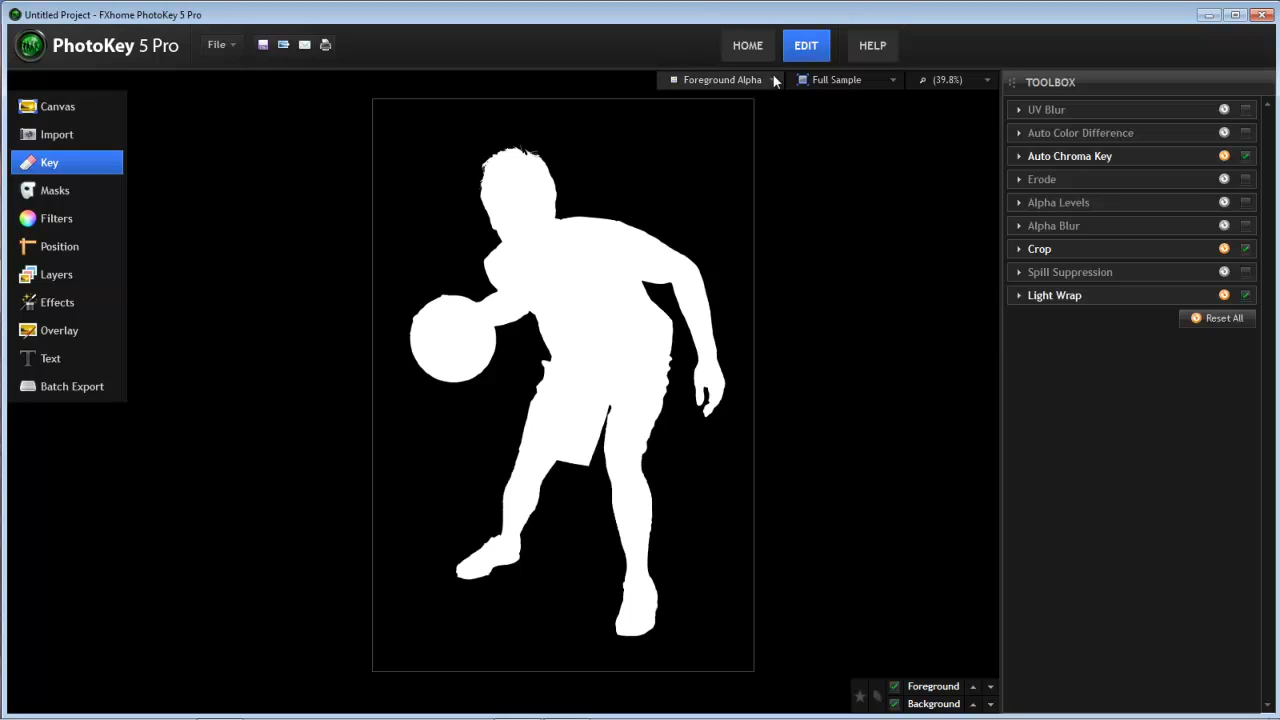 Untitled Project - FXhome PhotoKey 5 Pro
PhotoKey 5 Pro
File
HOME
EDIT
HELP
Foreground Alpha
Full Sample
(39.8%)
TOOLBOX
Canvas
Import
Key
Masks
Filters
Position
Layers
Effects
Overlay
Text
Batch Export
UV Blur
Auto Color Difference
Auto Chroma Key
Erode
Alpha Levels
Alpha Blur
Crop
Spill Suppression
Light Wrap
Reset All
Foreground
Background